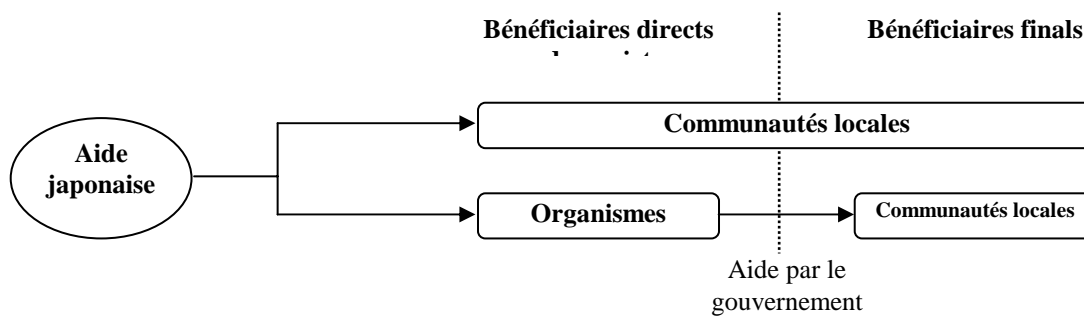 Bénéficiaires directs
Bénéficiaires finals
Communautés locales
Aide
japonaise
Organismes
Communautés locales
Aide par le
gouvernement